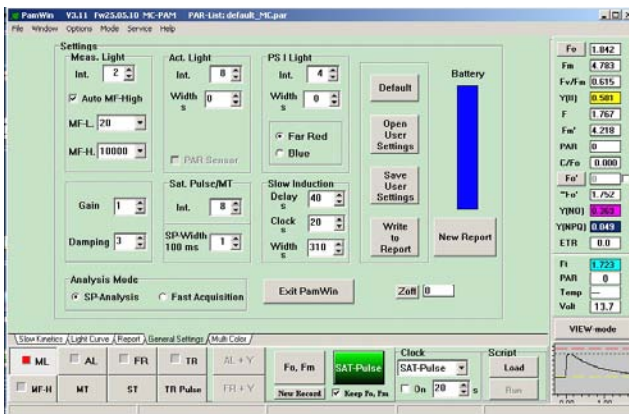 PamWin V3.11 Fw25.05.10 MC-PAM PAR-List: default_MC.par
File Window Options Mode Service Help
Settings
Meas. Light Act. Light PS I Light
Int. 2 Int. 8 Int. 4 Battery
Auto MF-High Width s 0 Width s 0 Default
MF-L. 20 Far Red Open User Settings
MF-H. 10000 PAR Sensor Blue
Sat. Pulse/MT Slow Induction
Gain 1 Int. 8 Delay s 40 Save User Settings
Clock s 20
Damping 3 SP-Width 100 ms 1 Width s 310 Write to Report New Report
Analysis Mode
SP-Analysis Fast Acquisition Exit PamWin Zoff 0
Slow Kinetics Light Curve Report General Settings Multi Color
ML AL FR TR AL + Y Fo, Fm SAT-Pulse Clock Script
SAT-Pulse Load
MF-H MT ST TR Pulse FR + Y New Record Keep Fo, Fm On 20 s Run
Fo 1.842
Fm 4.783
Fv/Fm 0.615
Y(II) 0.581
F 1.767
Fm' 4.218
PAR 0
C/Fo 0.000
Fo' 0
"Fo' 1.752
Y(NO)
Y(NPQ) 0.049
ETR 0.0
Ft 1.723
PAR 0
Temp ---
Volt 13.7
VIEW-mode
0.00 1.00